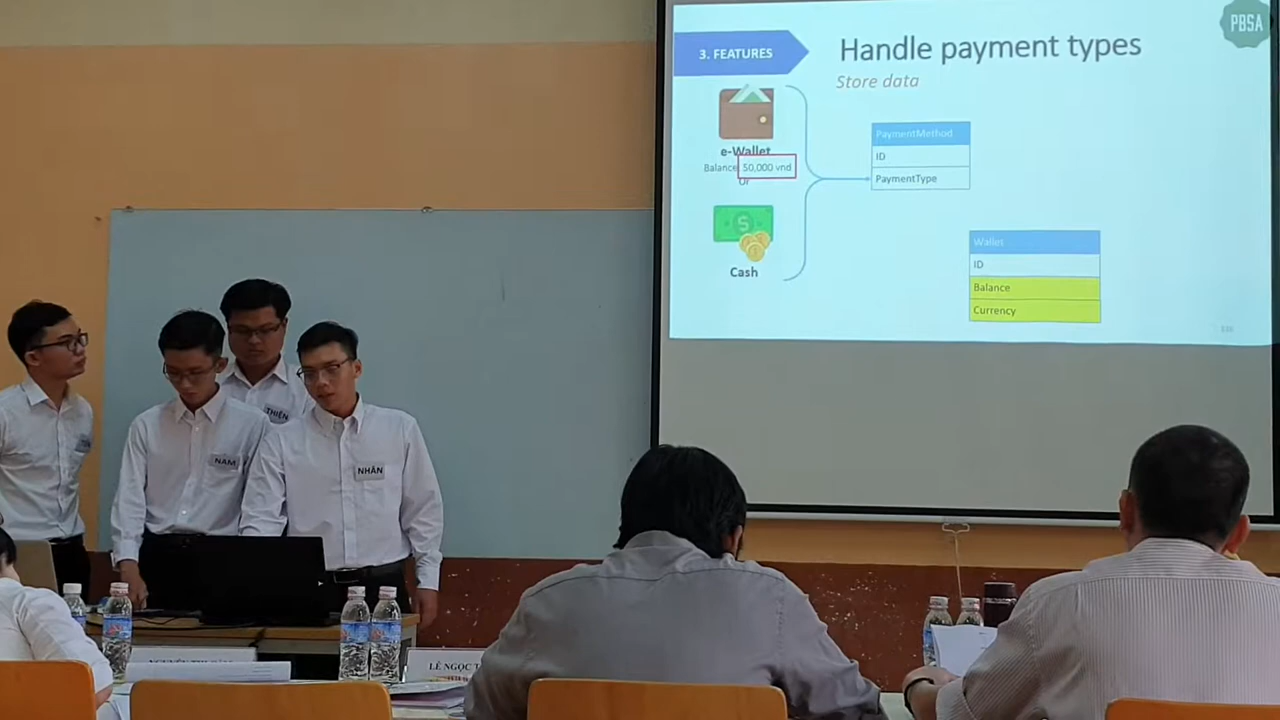 PBSA
3. FEATURES
Handle payment types
Store data
e-Wallet
Balance
50,000 vnd
Or
Cash
PaymentMethod
ID
PaymentType
Wallet
ID
Balance
Currency
THIỆN
NAM
NHÂN
LÊ NGỌC